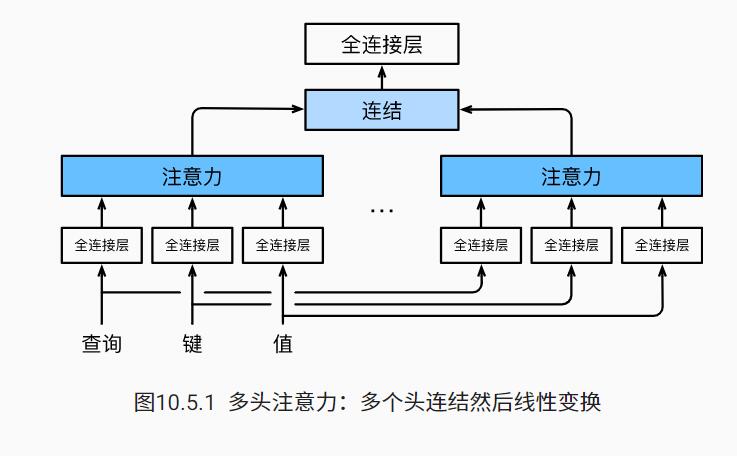 全连接层
连结
注意力 … 注意力
全连接层 全连接层 全连接层 全连接层 全连接层 全连接层
查询 键 值
图10.5.1 多头注意力：多个头连结然后线性变换